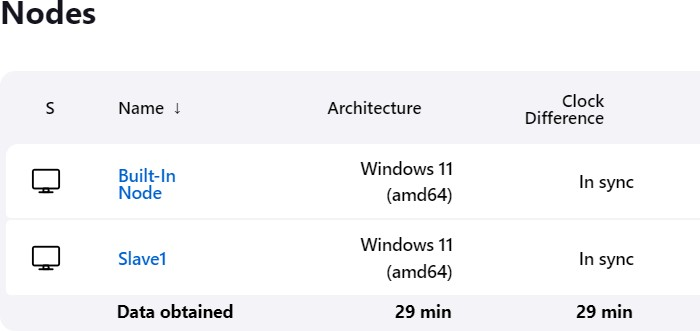 Nodes
S Name ↓ Architecture Clock Difference
Built-In Node Windows 11 (amd64) In sync
Slave1 Windows 11 (amd64) In sync
Data obtained 29 min 29 min